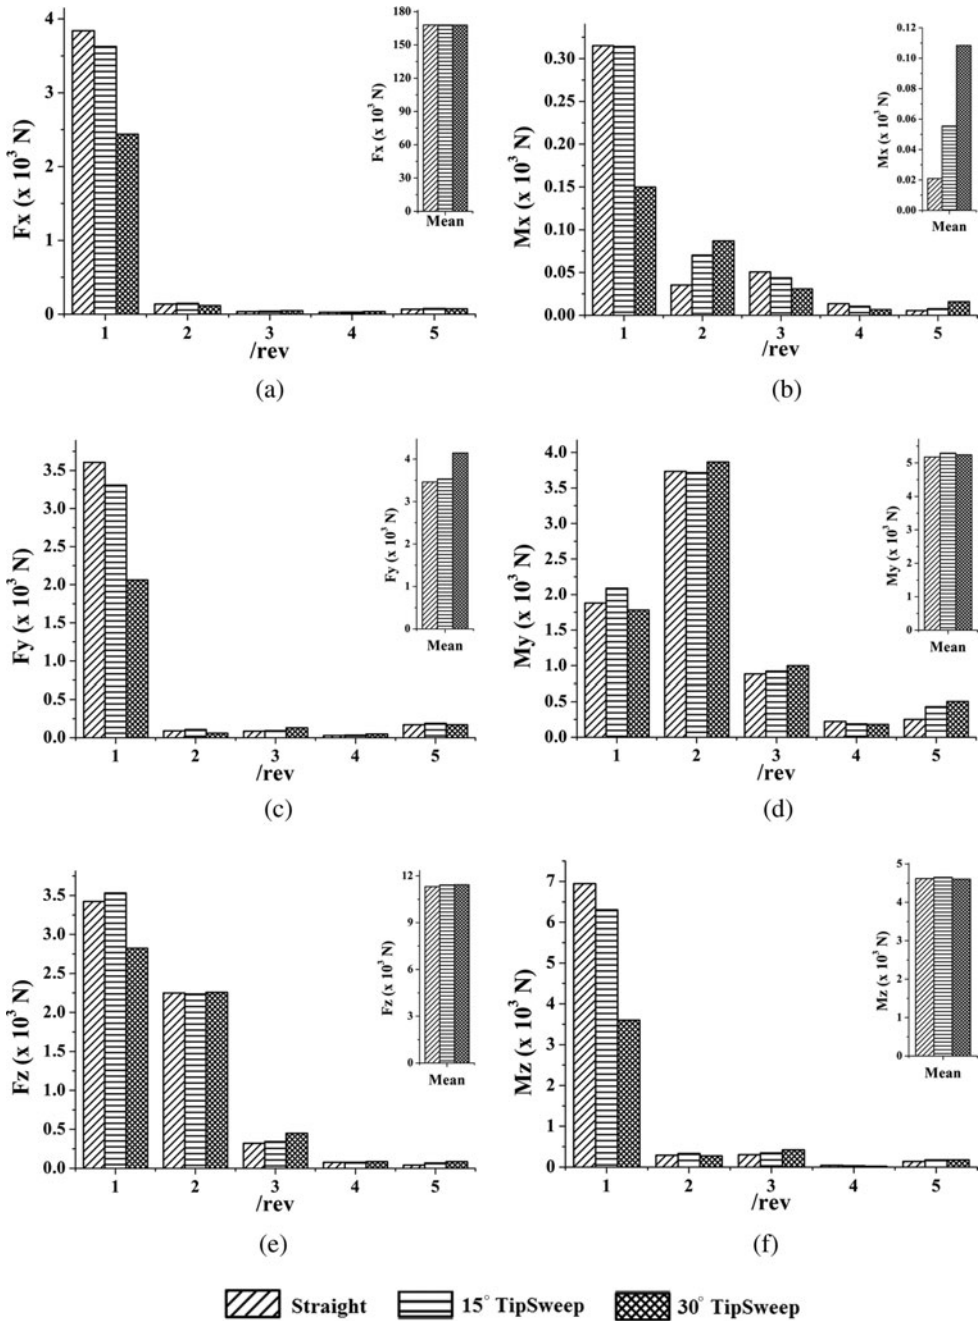 4
3
2
1
0
Fx (x 10³ N)
1 2 3 4 5
/rev
180
150
120
90
60
30
0
Fx (x 10³ N)
Mean
(a)
0.30
0.25
0.20
0.15
0.10
0.05
0.00
Mx (x 10³ N)
1 2 3 4 5
/rev
0.12
0.10
0.08
0.06
0.04
0.02
0.00
Mx (x 10³ N)
Mean
(b)
3.5
3.0
2.5
2.0
1.5
1.0
0.5
0.0
Fy (x 10³ N)
1 2 3 4 5
/rev
4
3
2
1
0
Fy (x 10³ N)
Mean
(c)
4.0
3.5
3.0
2.5
2.0
1.5
1.0
0.5
0.0
My (x 10³ N)
1 2 3 4 5
/rev
5
4
3
2
1
0
My (x 10³ N)
Mean
(d)
3.5
3.0
2.5
2.0
1.5
1.0
0.5
0.0
Fz (x 10³ N)
1 2 3 4 5
/rev
12
9
6
3
0
Fz (x 10³ N)
Mean
(e)
7
6
5
4
3
2
1
0
Mz (x 10³ N)
1 2 3 4 5
/rev
5
4
3
2
1
0
Mz (x 10³ N)
Mean
(f)
Straight 15° TipSweep 30° TipSweep